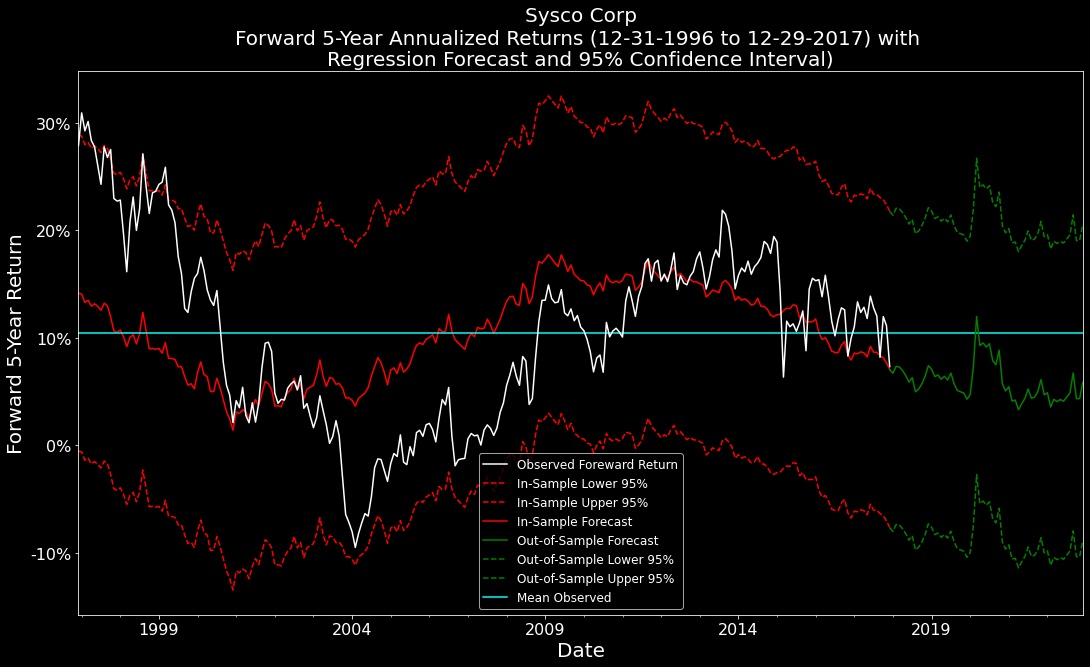 Sysco Corp
Forward 5-Year Annualized Returns (12-31-1996 to 12-29-2017) with
Regression Forecast and 95% Confidence Interval)
Forward 5-Year Return
30%
20%
10%
0%
-10%
Observed Foreward Return
In-Sample Lower 95%
In-Sample Upper 95%
In-Sample Forecast
Out-of-Sample Forecast
Out-of-Sample Lower 95%
Out-of-Sample Upper 95%
Mean Observed
1999 2004 2009 2014 2019
Date